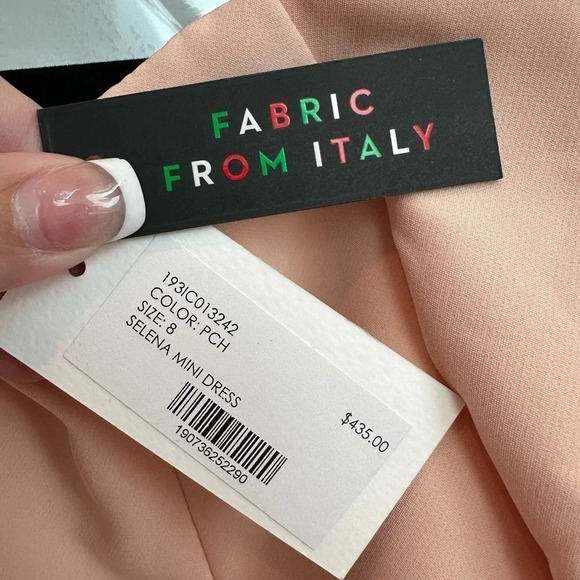 FABRIC
FROM ITALY
193IC013242
COLOR: PCH
SIZE: 8
SELENA MINI DRESS
$435.00
190736252290